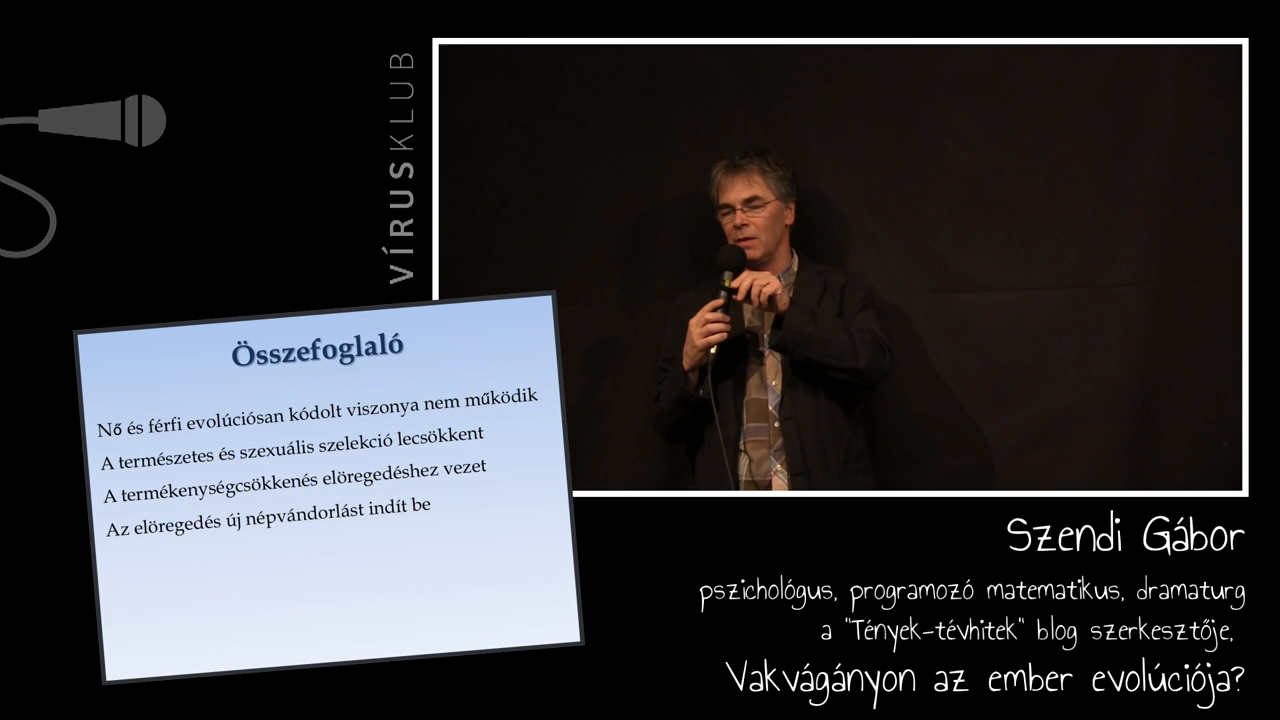 VÍRUSKLUB
Összefoglaló
Nő és férfi evolúciósan kódolt viszonya nem működik
A természetes és szexuális szelekció lecsökkent
A termékenységcsökkenés elöregedéshez vezet
Az elöregedés új népvándorlást indít be
Szendi Gábor
pszichológus, programozó matematikus, dramaturg
a "Tények-tévhitek" blog szerkesztője,
Vakvágányon az ember evolúciója?